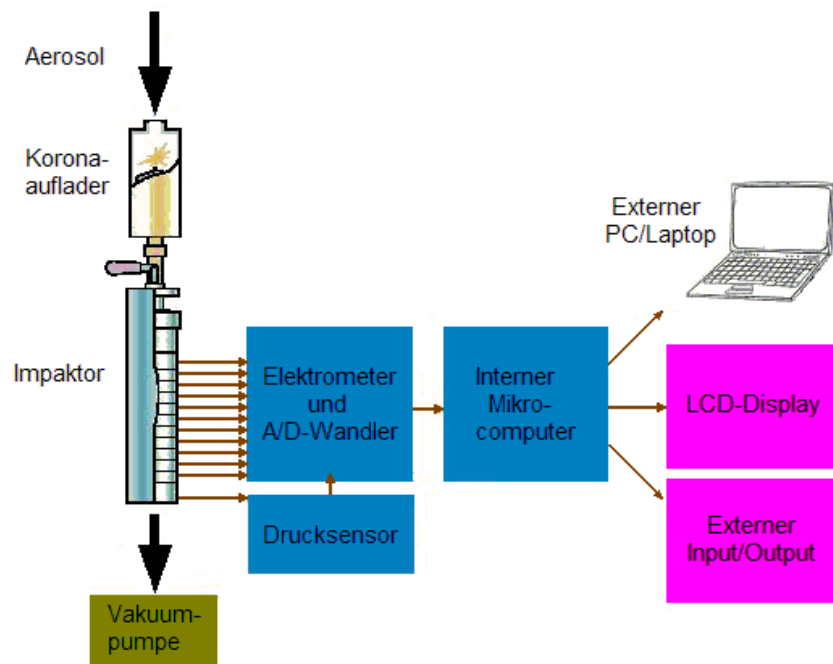 Aerosol
Korona-
auflader
Externer
PC/Laptop
Impaktor
Elektrometer
und
A/D-Wandler
Interner
Mikro-
computer
LCD-Display
Drucksensor
Externer
Input/Output
Vakuum-
pumpe